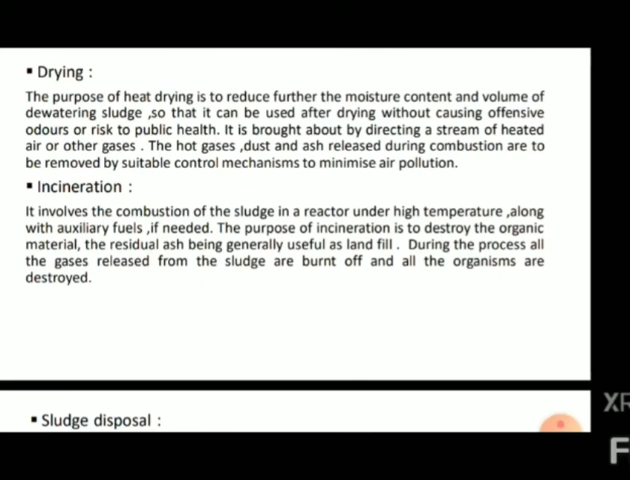 ▪ Drying :
The purpose of heat drying is to reduce further the moisture content and volume of
dewatering sludge ,so that it can be used after drying without causing offensive
odours or risk to public health. It is brought about by directing a stream of heated
air or other gases . The hot gases ,dust and ash released during combustion are to
be removed by suitable control mechanisms to minimise air pollution.
▪ Incineration :
It involves the combustion of the sludge in a reactor under high temperature ,along
with auxiliary fuels ,if needed. The purpose of incineration is to destroy the organic
material, the residual ash being generally useful as land fill . During the process all
the gases released from the sludge are burnt off and all the organisms are
destroyed.
▪ Sludge disposal :